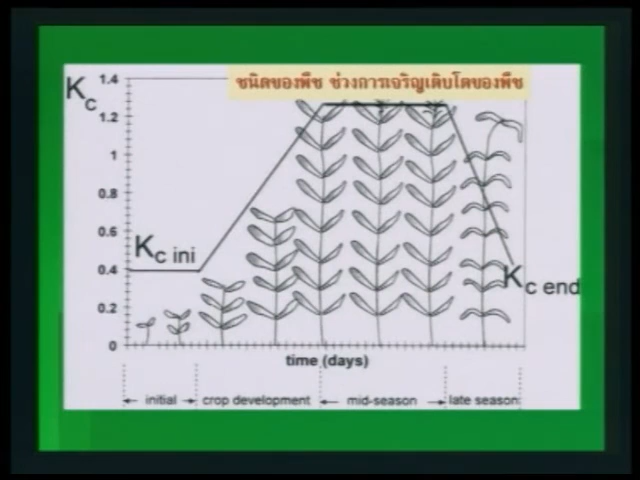 ชนิดของพืช ช่วงการเจริญเติบโตของพืช
Kc
1.4
1.2
1
0.8
0.6
0.4
0.2
0
Kc ini
Kc end
time (days)
initial
crop development
mid-season
late season